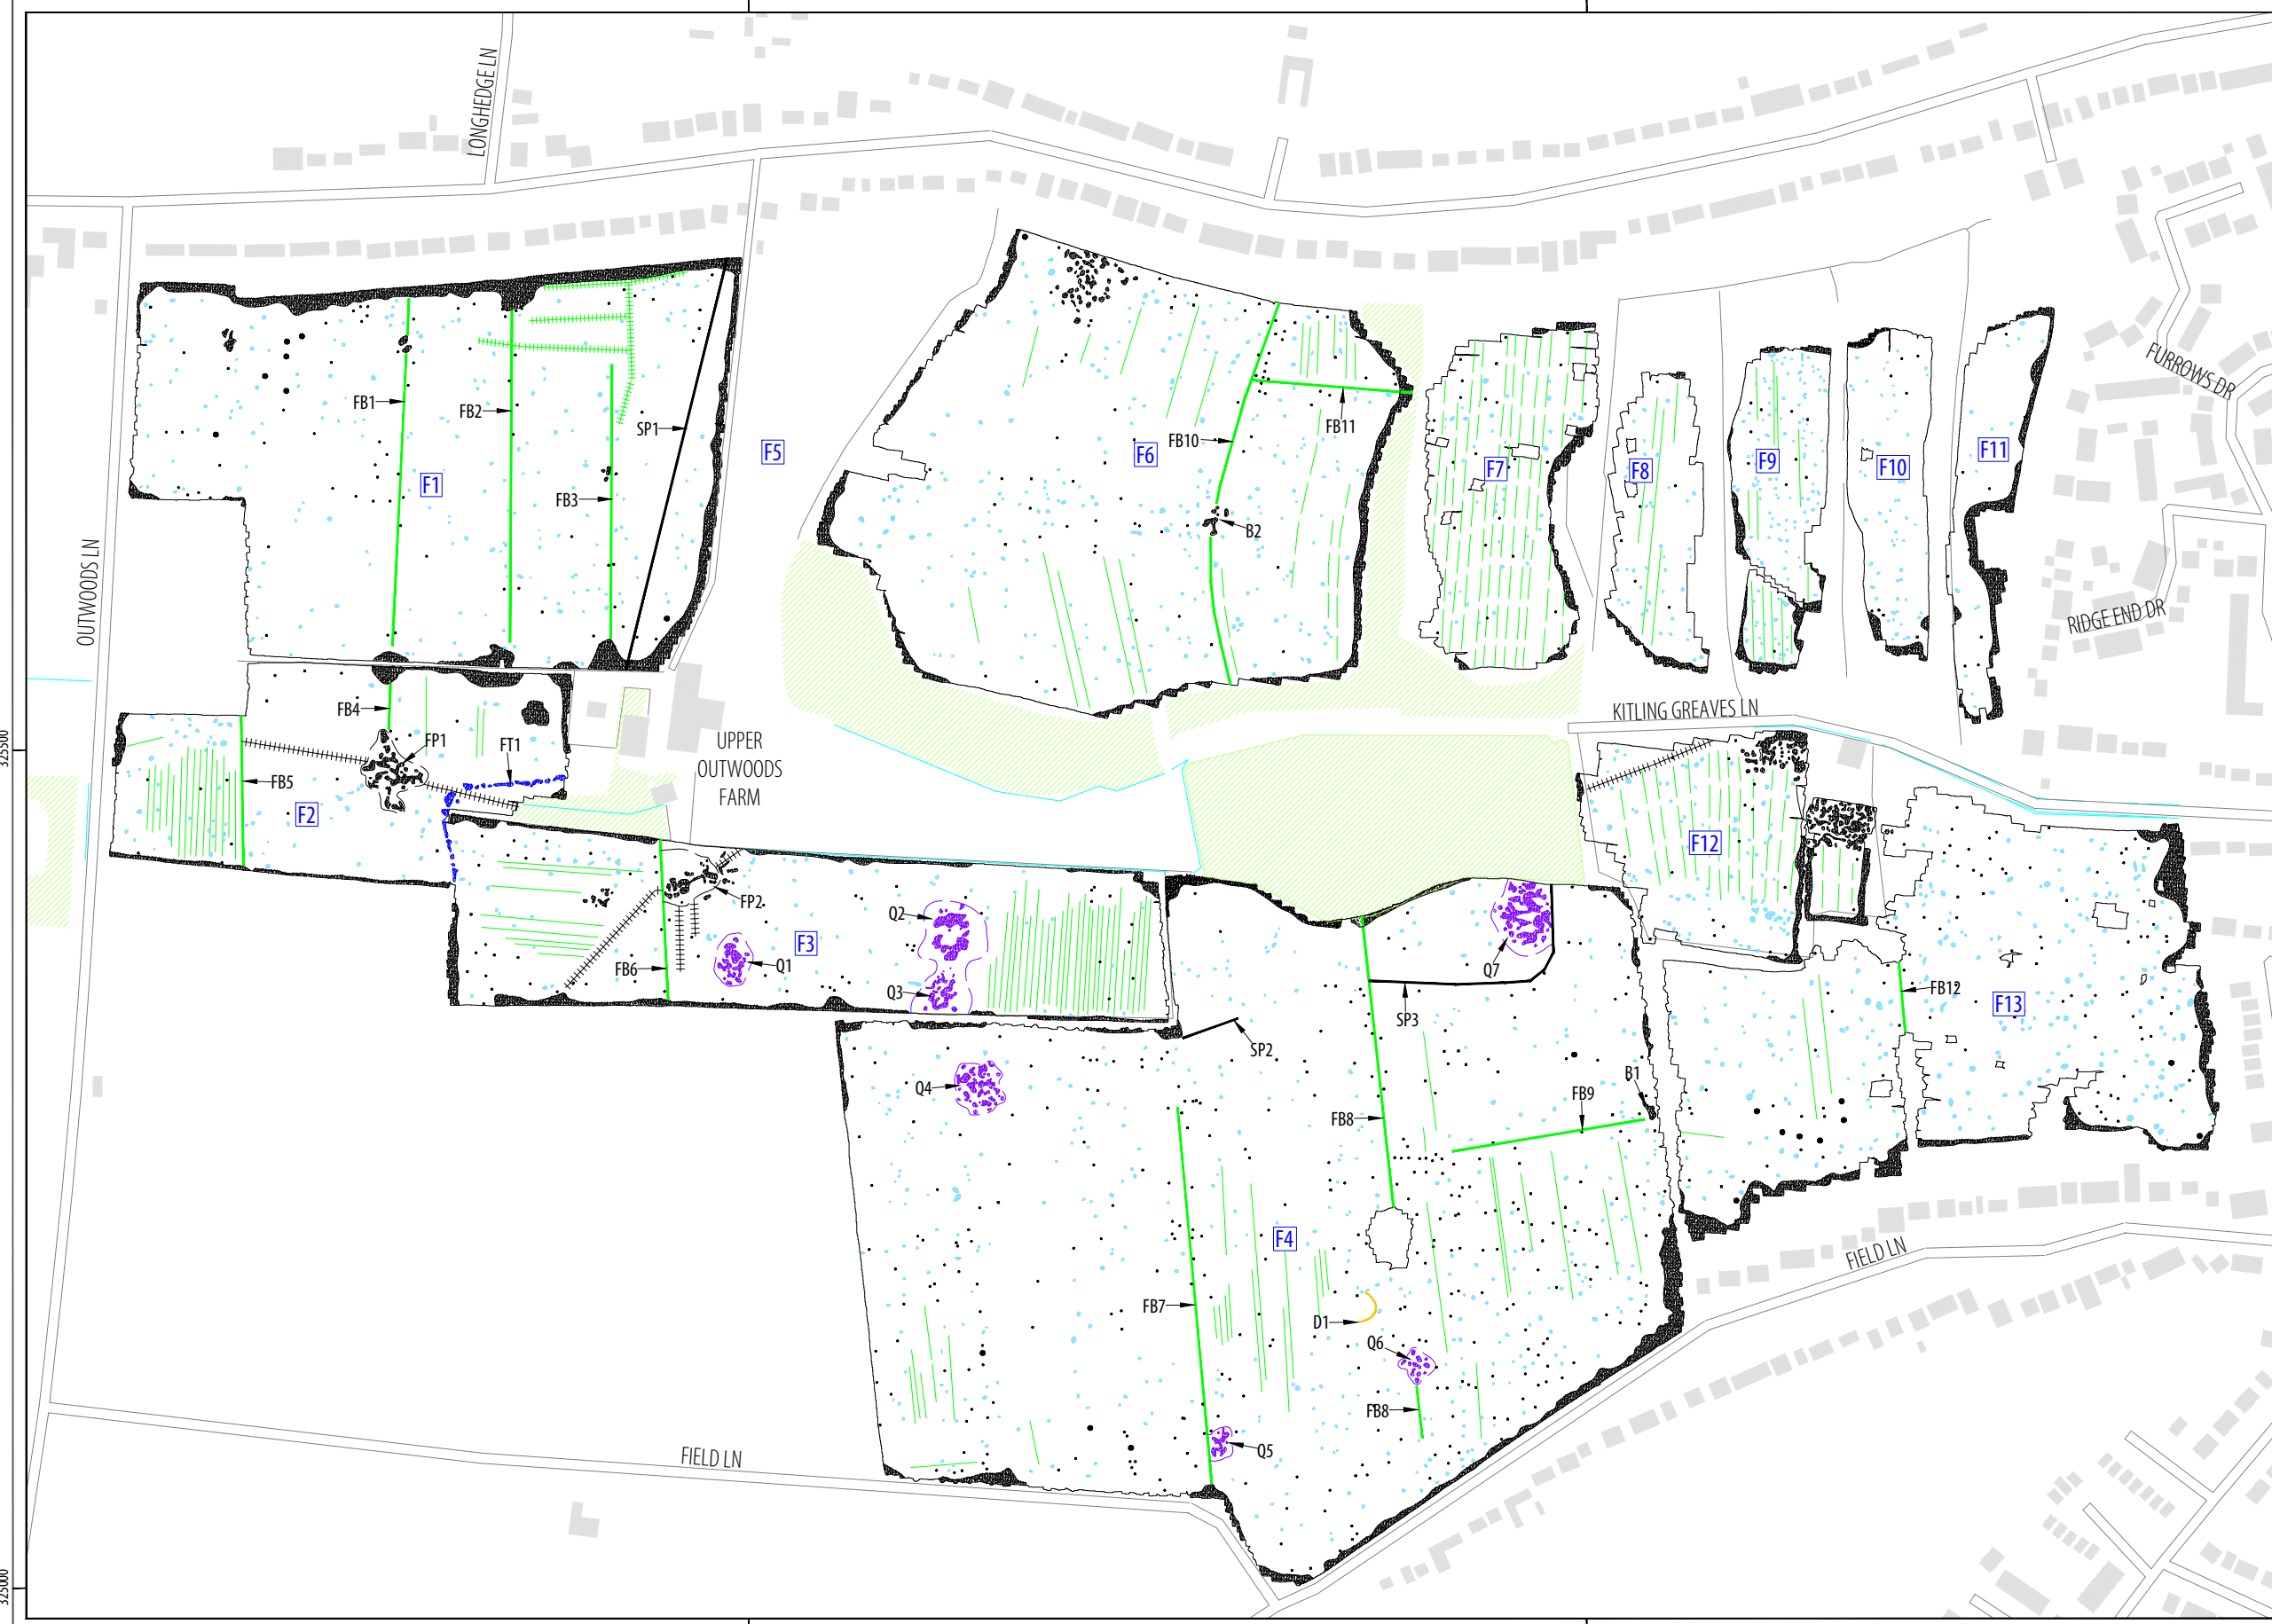 LONGHEDGE LN
FURROWS DR
FB1
FB2
SP1
FB3
F1
F5
F6
FB10
FB11
B2
F7
F8
F9
F10
F11
OUTWOODS LN
RIDGE END DR
KITLING GREAVES LN
FB4
FP1
FT1
FB5
F2
UPPER
OUTWOODS
FARM
F12
FP2
Q2
F3
Q1
FB6
Q3
Q7
SP3
SP2
FB12
F13
Q4
B1
FB9
FB8
F4
FIELD LN
FB7
D1
Q6
FB8
Q5
FIELD LN
325500
325000